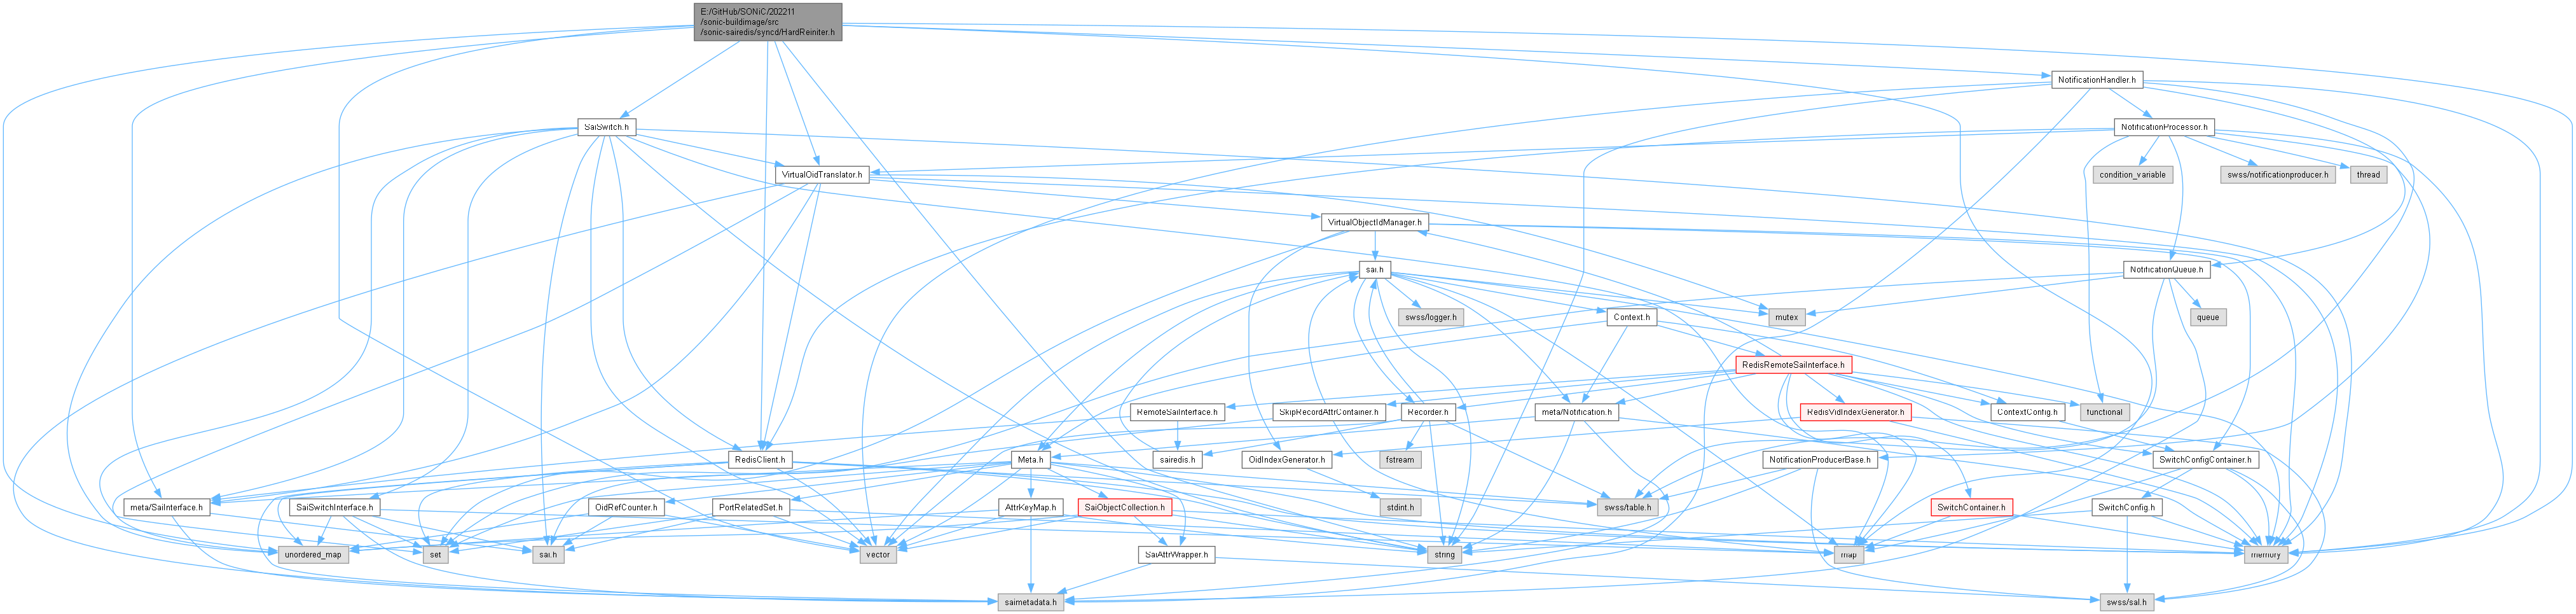 E:/GitHub/SONiC/202211
/sonic-buildimage/src
/sonic-sairedis/syncd/HardReiniter.h
NotificationHandler.h
SaiSwitch.h
NotificationProcessor.h
VirtualOidTranslator.h
condition_variable
swss/notificationproducer.h
thread
VirtualObjectIdManager.h
sai.h
NotificationQueue.h
swss/logger.h
Context.h
mutex
queue
RedisRemoteSaiInterface.h
RemoteSaiInterface.h
SkipRecordAttrContainer.h
Recorder.h
meta/Notification.h
RedisVidIndexGenerator.h
ContextConfig.h
functional
RedisClient.h
Meta.h
sairedis.h
fstream
OidIndexGenerator.h
NotificationProducerBase.h
SwitchConfigContainer.h
meta/SaiInterface.h
SaiSwitchInterface.h
OidRefCounter.h
PortRelatedSet.h
AttrKeyMap.h
SaiObjectCollection.h
swss/table.h
stdint.h
SwitchContainer.h
SwitchConfig.h
unordered_map
set
sai.h
vector
SaiAttrWrapper.h
string
map
memory
saimetadata.h
swss/sal.h